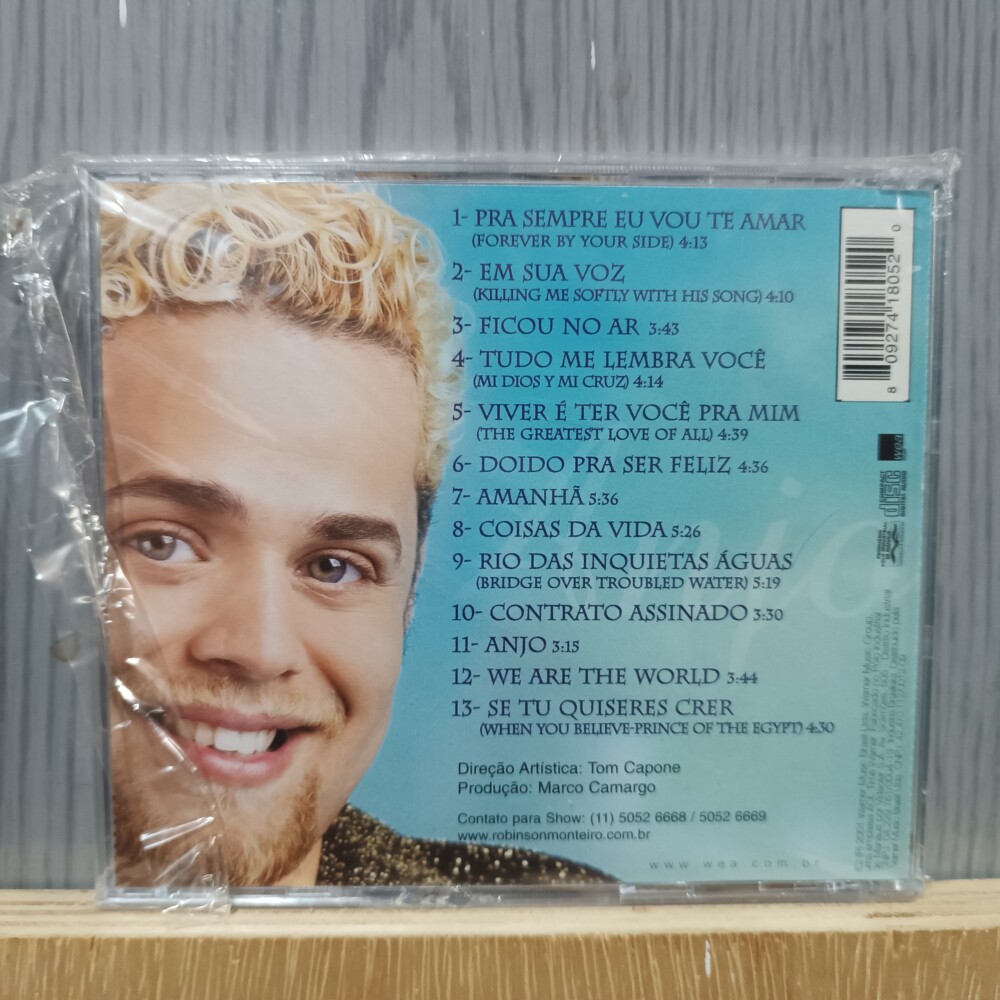 1- PRA SEMPRE EU VOU TE AMAR
(FOREVER BY YOUR SIDE) 4:13
2- EM SUA VOZ
(KILLING ME SOFTLY WITH HIS SONG) 4:10
3- FICOU NO AR 3:43
4- TUDO ME LEMBRA VOCÊ
(MI DIOS Y MI CRUZ) 4:14
5- VIVER É TER VOCÊ PRA MIM
(THE GREATEST LOVE OF ALL) 4:39
6- DOIDO PRA SER FELIZ 4:36
7- AMANHÃ 5:36
8- COISAS DA VIDA 5:26
9- RIO DAS INQUIETAS ÁGUAS
(BRIDGE OVER TROUBLED WATER) 5:19
10- CONTRATO ASSINADO 3:30
11- ANJO 3:15
12- WE ARE THE WORLD 3:44
13- SE TU QUISERES CRER
(WHEN YOU BELIEVE-PRINCE OF THE EGYPT) 4:30
Direção Artística: Tom Capone
Produção: Marco Camargo
Contato para Show: (11) 5052 6668 / 5052 6669
www.robinsonmonteiro.com.br
www.wea.com.br
8 09274 18052 0
wea
COMPACT
disc
DIGITAL AUDIO
Anjo